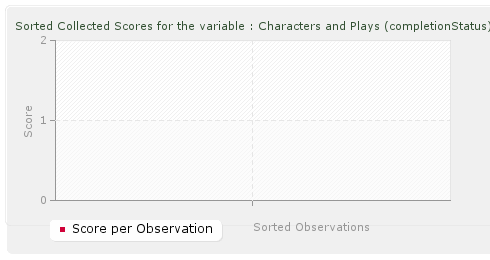 Sorted Collected Scores for the variable : Characters and Plays (completionStatus)
2
1
0
Score
Sorted Observations
Score per Observation